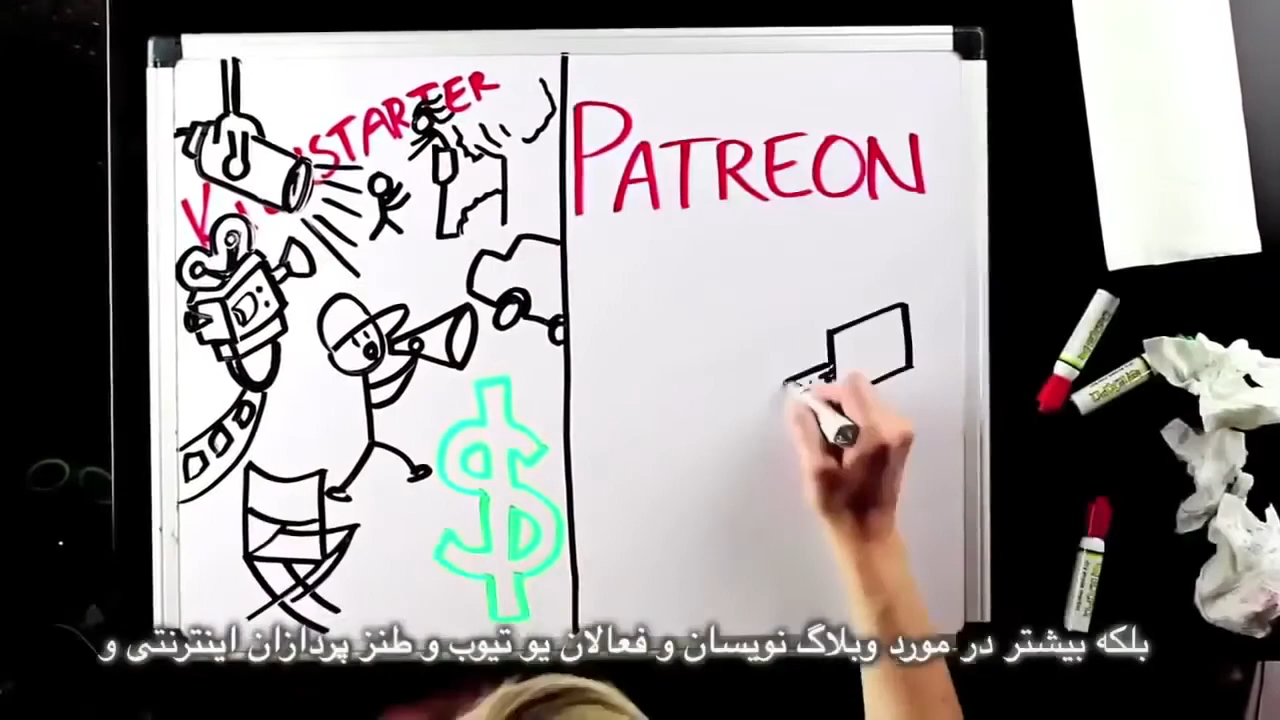 KICKSTARTER
PATREON
بلکه بیشتر در مورد وبلاگ نویسان و فعالان یو تیوب و طنز پردازان اینترنتی و